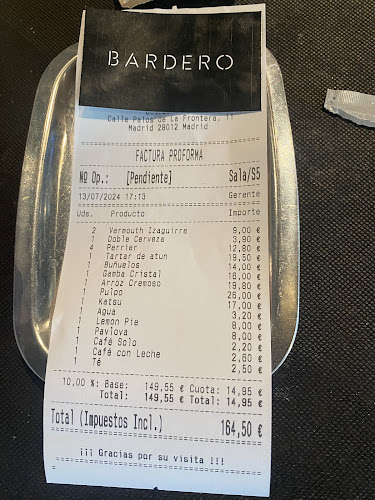 BARDERO
Calle Palos de La Frontera, 11
Madrid 28012 Madrid
FACTURA PROFORMA
Nº Op.: [Pendiente] Sala/S5
13/07/2024 17:13 Gerente
Uds. Producto Importe
2 Vermouth Izaguirre 9,00 €
1 Doble Cerveza 3,90 €
4 Perrier 12,80 €
1 Tartar de atun 19,50 €
1 Buñuelos 14,00 €
1 Gamba Cristal 18,00 €
1 Arroz Cremoso 19,80 €
1 Pulpo 26,00 €
1 Katsu 17,00 €
1 Agua 3,20 €
1 Lemon Pie 8,00 €
1 Pavlova 8,00 €
1 Café Solo 2,20 €
1 Café con Leche 2,60 €
1 Té 2,50 €
10,00 %: Base: 149,55 € Cuota: 14,95 €
Total: 149,55 € Total: 14,95 €
Total (Impuestos Incl.) 164,50 €
¡¡¡ Gracias por su visita !!!